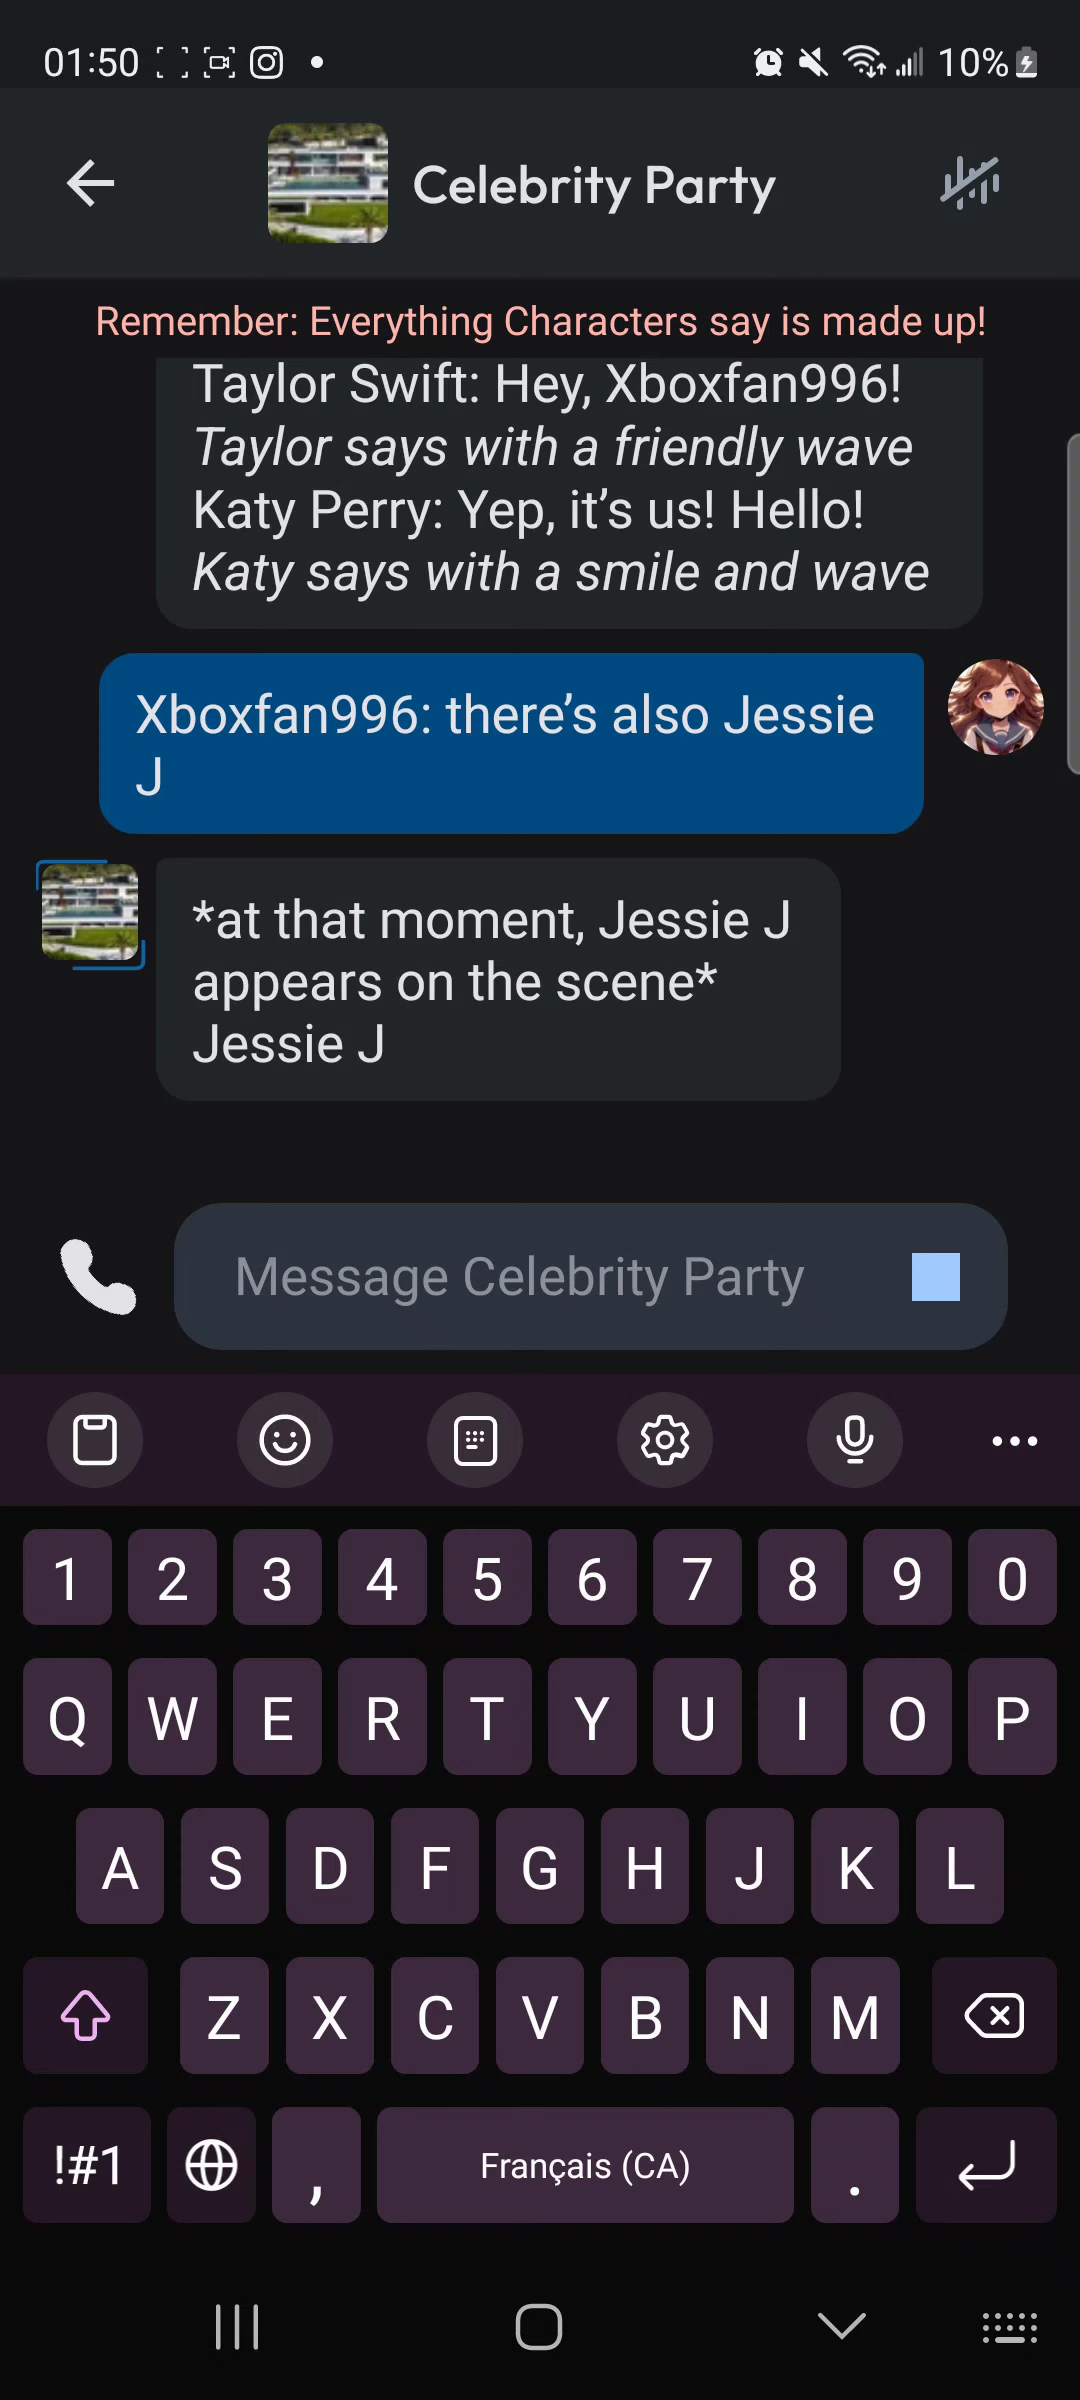 01:50
10%
Celebrity Party
Remember: Everything Characters say is made up!
Taylor Swift: Hey, Xboxfan996!
Taylor says with a friendly wave
Katy Perry: Yep, it’s us! Hello!
Katy says with a smile and wave
Xboxfan996: there’s also Jessie
J
*at that moment, Jessie J
appears on the scene*
Jessie J
Message Celebrity Party
1 2 3 4 5 6 7 8 9 0
Q W E R T Y U I O P
A S D F G H J K L
Z X C V B N M
!#1 , Français (CA) .